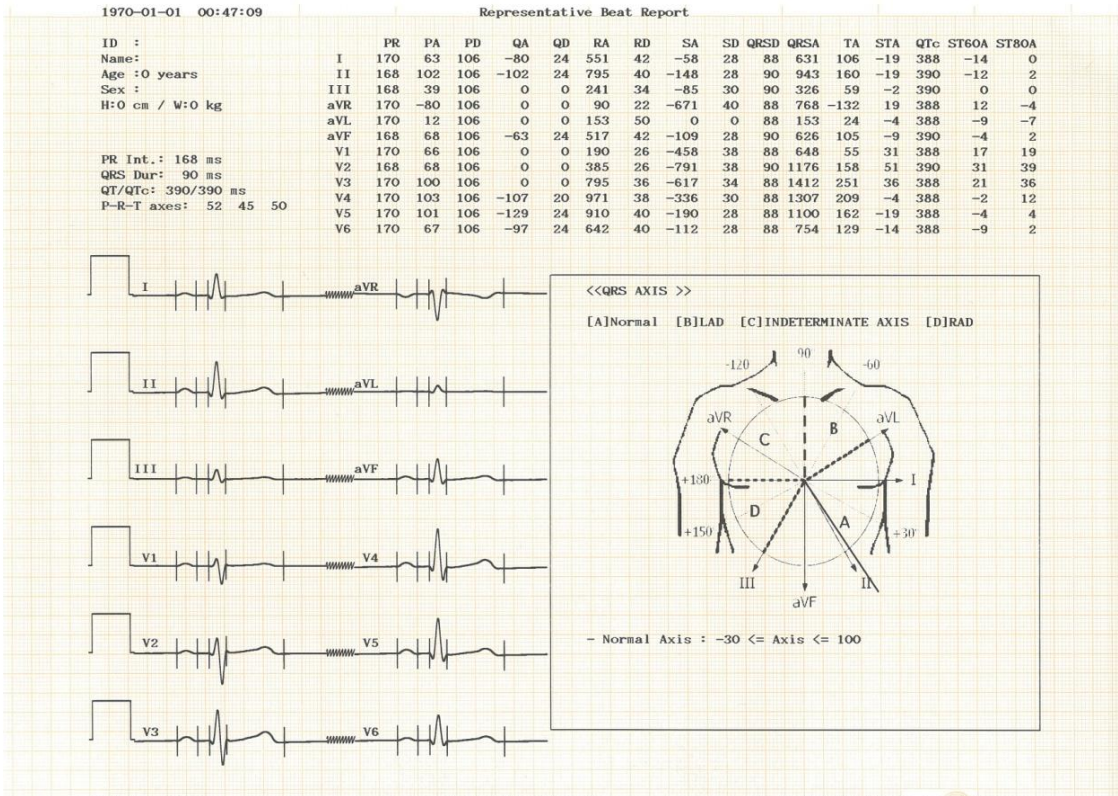 1970-01-01 00:47:09
Representative Beat Report
ID :
Name:
Age :0 years
Sex :
H:0 cm / W:0 kg
PR Int.: 168 ms
QRS Dur: 90 ms
QT/QTc: 390/390 ms
P-R-T axes: 52 45 50
PR PA PD QA QD RA RD SA SD QRSD QRSA TA STA QTc ST60A ST80A
I 170 63 106 -80 24 551 42 -58 28 88 631 106 -19 388 -14 0
II 168 102 106 -102 24 795 40 -148 28 90 943 160 -19 390 -12 2
III 168 39 106 0 0 241 34 -85 30 90 326 59 -2 390 0 0
aVR 170 -80 106 0 0 90 22 -671 40 88 768 -132 19 388 12 -4
aVL 170 12 106 0 0 153 50 0 0 88 153 24 -4 388 -9 -7
aVF 168 68 106 -63 24 517 42 -109 28 90 626 105 -9 390 -4 2
V1 170 66 106 0 0 190 26 -458 38 88 648 55 31 388 17 19
V2 168 68 106 0 0 385 26 -791 38 90 1176 158 51 390 31 39
V3 170 100 106 0 0 795 36 -617 34 88 1412 251 36 388 21 36
V4 170 103 106 -107 20 971 38 -336 30 88 1307 209 -4 388 -2 12
V5 170 101 106 -129 24 910 40 -190 28 88 1100 162 -19 388 -4 4
V6 170 67 106 -97 24 642 40 -112 28 88 754 129 -14 388 -9 2
I aVR
II aVL
III aVF
V1 V4
V2 V5
V3 V6
<<QRS AXIS >>
[A]Normal [B]LAD [C]INDETERMINATE AXIS [D]RAD
-120 90 -60
aVR C B aVL
+180 I
+150 D A +30
III II
aVF
- Normal Axis : -30 <= Axis <= 100